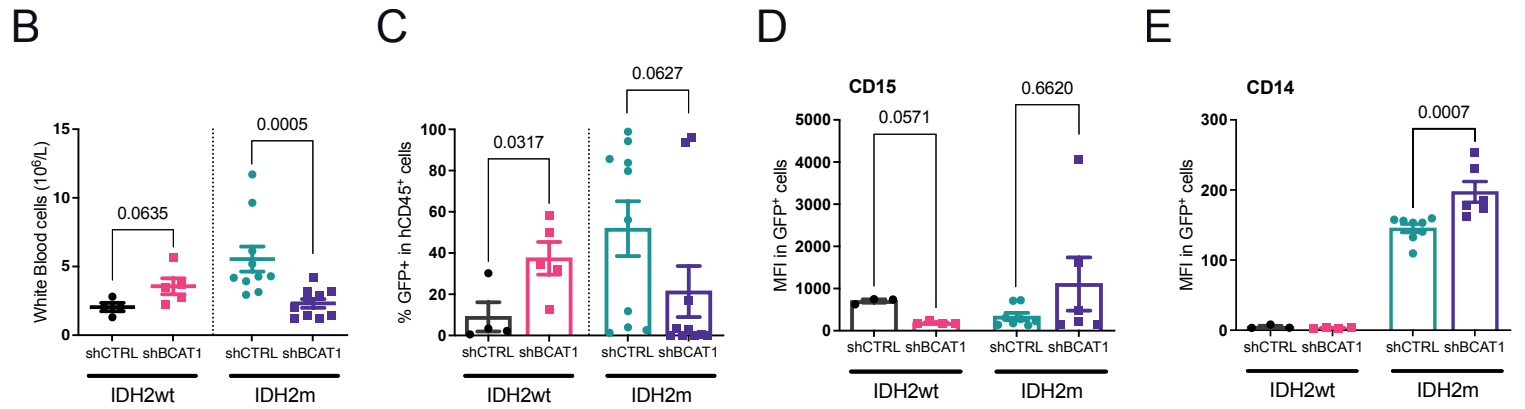 B
White Blood cells (10⁶/L)
15
10
5
0
0.0635
0.0005
shCTRL shBCAT1 shCTRL shBCAT1
IDH2wt IDH2m
C
% GFP+ in hCD45⁺ cells
100
80
60
40
20
0
0.0317
0.0627
shCTRL shBCAT1 shCTRL shBCAT1
IDH2wt IDH2m
D
CD15
MFI in GFP⁺ cells
5000
4000
3000
2000
1000
0
0.0571
0.6620
shCTRL shBCAT1 shCTRL shBCAT1
IDH2wt IDH2m
E
CD14
MFI in GFP⁺ cells
300
200
100
0
0.0007
shCTRL shBCAT1 shCTRL shBCAT1
IDH2wt IDH2m